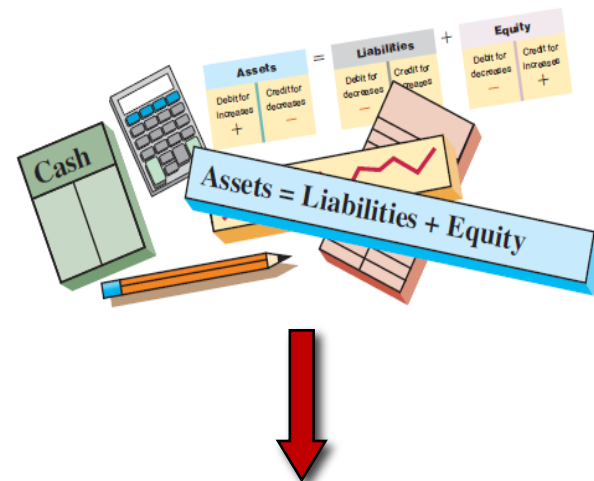 Assets = Liabilities + Equity
Debit for increases + Credit for decreases −
Debit for decreases − Credit for
Debit for decreases − Credit for increases +
Cash
Assets = Liabilities + Equity